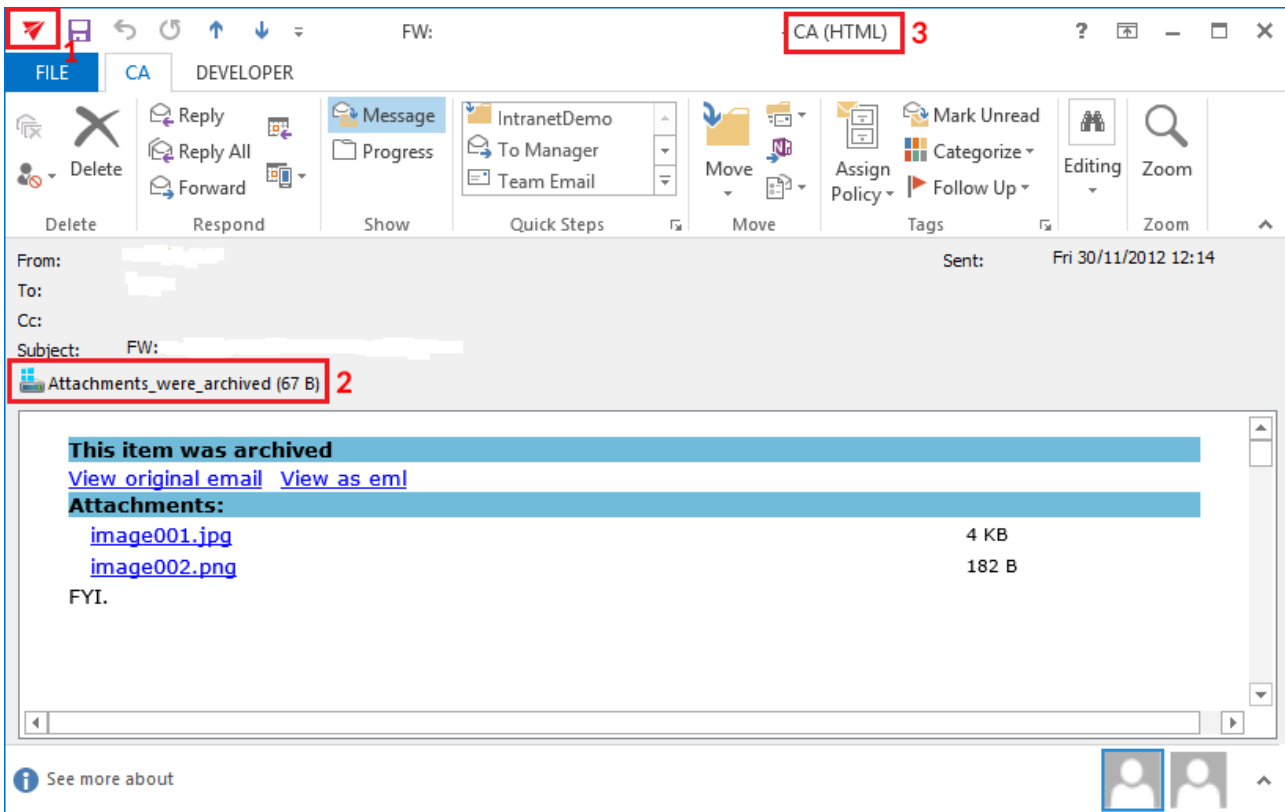 FW: - CA (HTML) 3 ?
1
FILE CA DEVELOPER
Delete
Reply
Reply All
Forward
Message
Progress
IntranetDemo
To Manager
Team Email
Move
Assign
Policy
Mark Unread
Categorize
Follow Up
Editing
Zoom
Delete Respond Show Quick Steps Move Tags Zoom
From: Sent: Fri 30/11/2012 12:14
To:
Cc:
Subject: FW:
Attachments_were_archived (67 B) 2
This item was archived
View original email View as eml
Attachments:
image001.jpg 4 KB
image002.png 182 B
FYI.
See more about